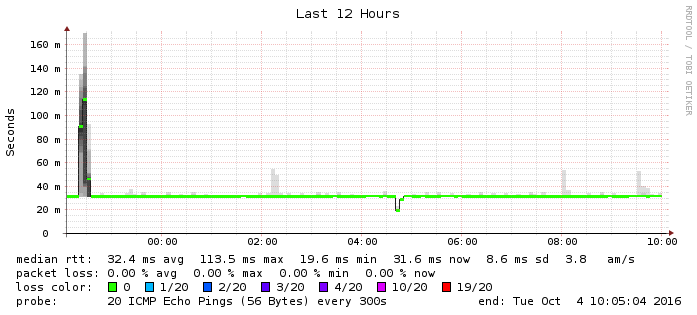 Last 12 Hours
RRDTOOL / TOBI OETIKER
Seconds
160 m
140 m
120 m
100 m
80 m
60 m
40 m
20 m
0
00:00 02:00 04:00 06:00 08:00 10:00
median rtt: 32.4 ms avg 113.5 ms max 19.6 ms min 31.6 ms now 8.6 ms sd 3.8 am/s
packet loss: 0.00 % avg 0.00 % max 0.00 % min 0.00 % now
loss color: 0 1/20 2/20 3/20 4/20 10/20 19/20
probe: 20 ICMP Echo Pings (56 Bytes) every 300s end: Tue Oct 4 10:05:04 2016